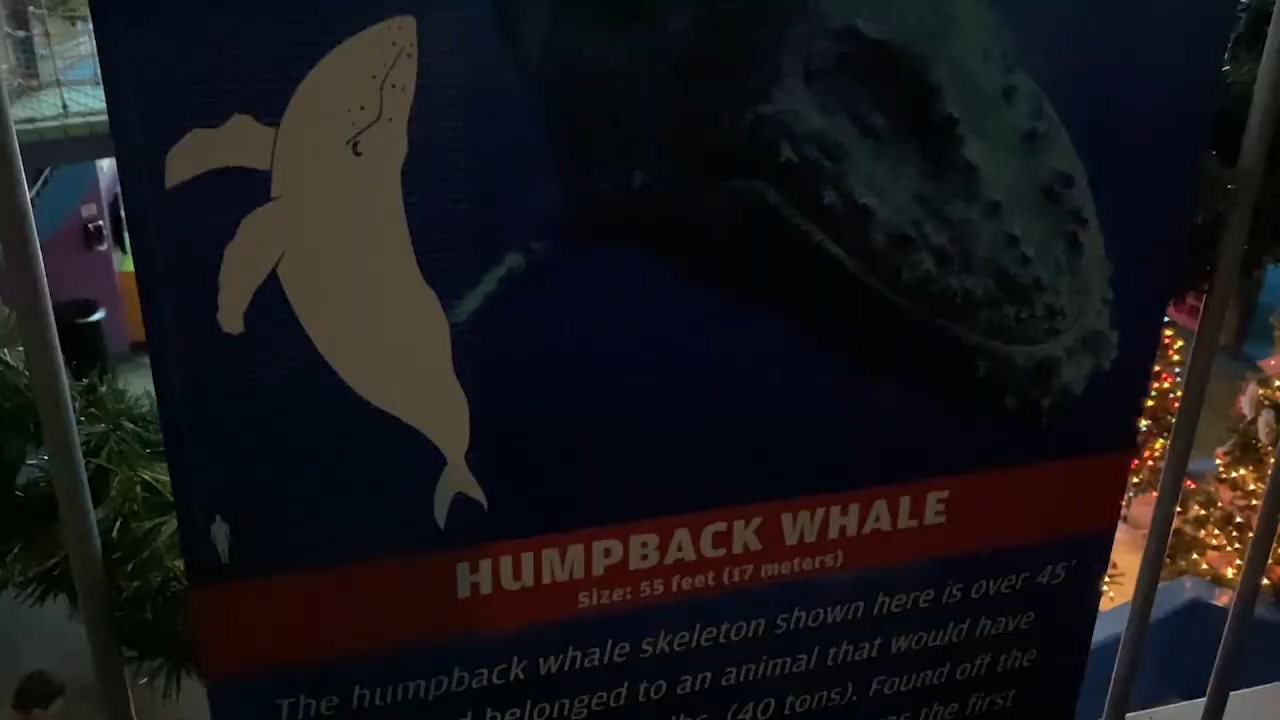 HUMPBACK WHALE
Size: 55 feet (17 meters)
The humpback whale skeleton shown here is over 45'
belonged to an animal that would have
(40 tons). Found off the
the first